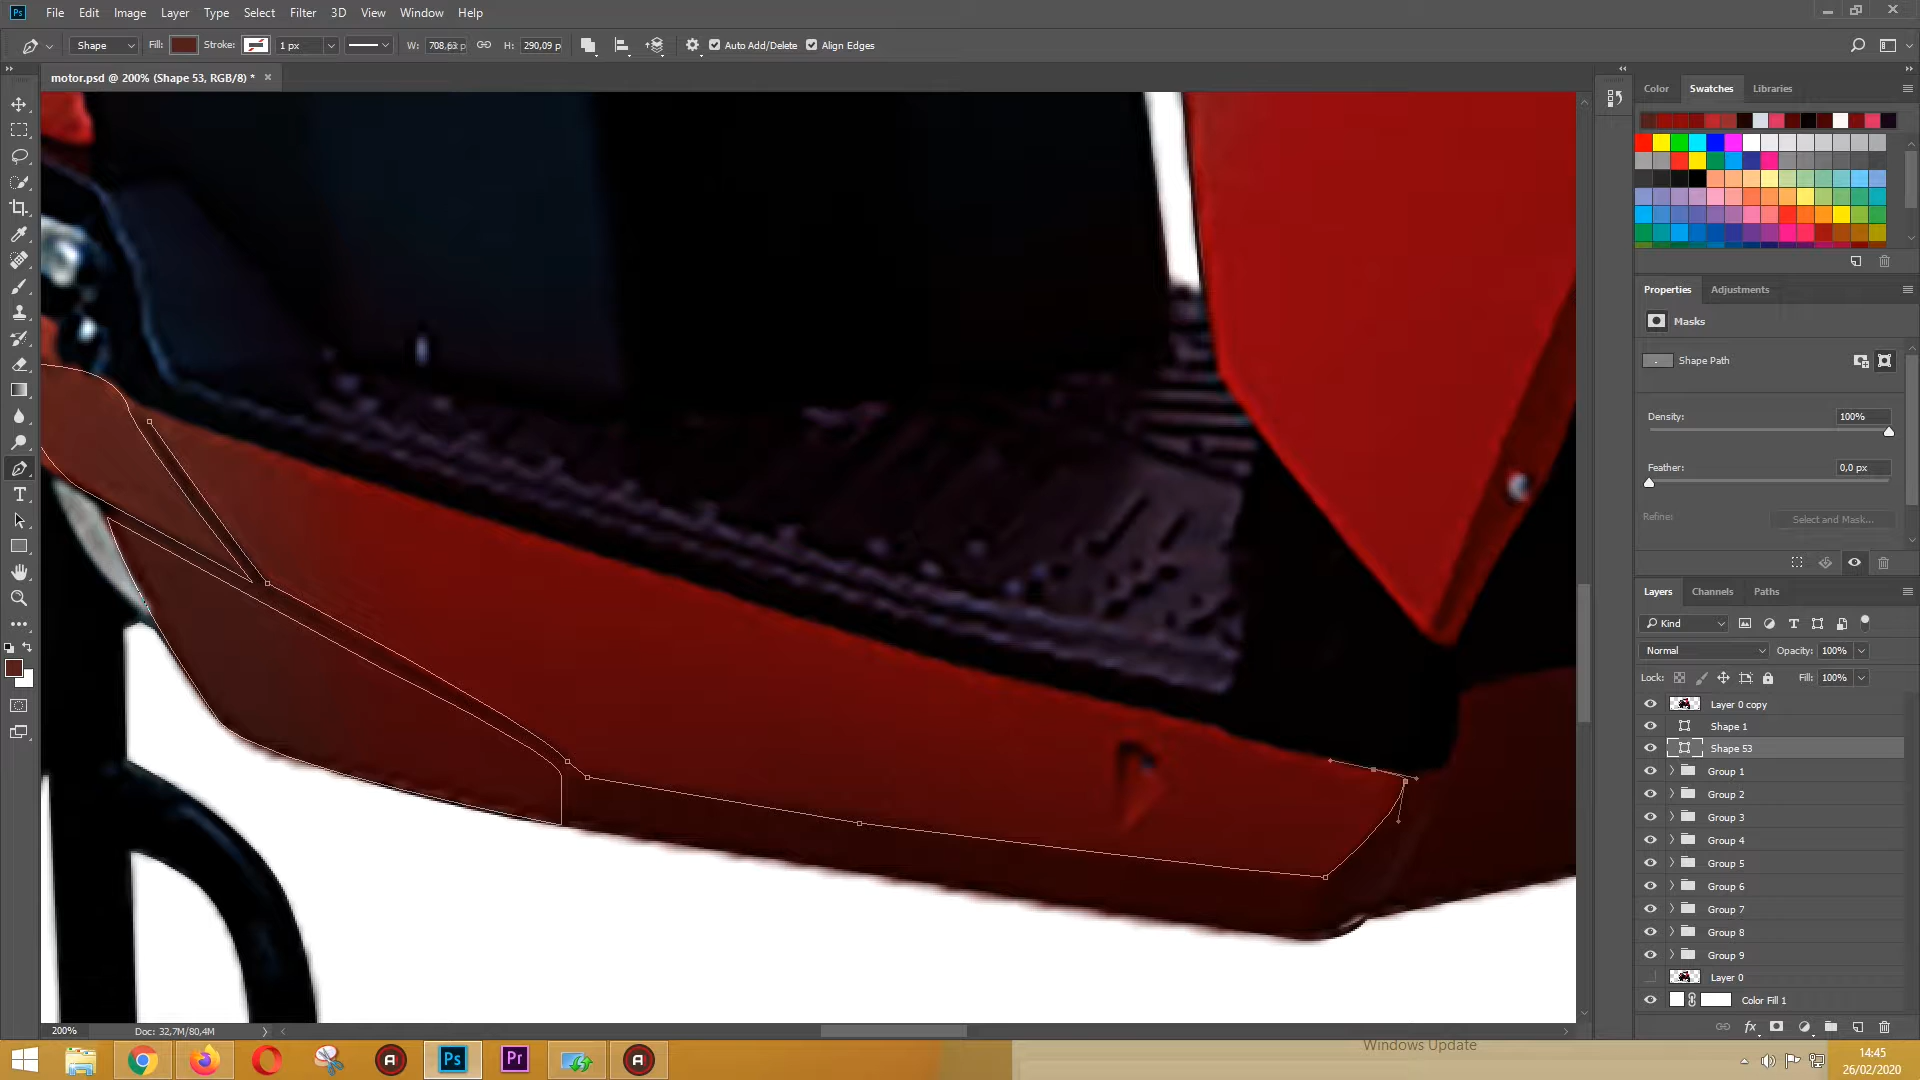 Ps File Edit Image Layer Type Select Filter 3D View Window Help
Shape Fill: Stroke: 1 px W: 708,63 p H: 290,09 p Auto Add/Delete Align Edges
motor.psd @ 200% (Shape 53, RGB/8) * ×
Color Swatches Libraries
Properties Adjustments
Masks
Shape Path
Density: 100%
Feather: 0,0 px
Refine: Select and Mask...
Layers Channels Paths
Kind
Normal Opacity: 100%
Lock: Fill: 100%
Layer 0 copy
Shape 1
Shape 53
Group 1
Group 2
Group 3
Group 4
Group 5
Group 6
Group 7
Group 8
Group 9
Layer 0
Color Fill 1
fx
200% Doc: 32,7M/80,4M
Windows Update
Ps Pr
14:45
26/02/2020